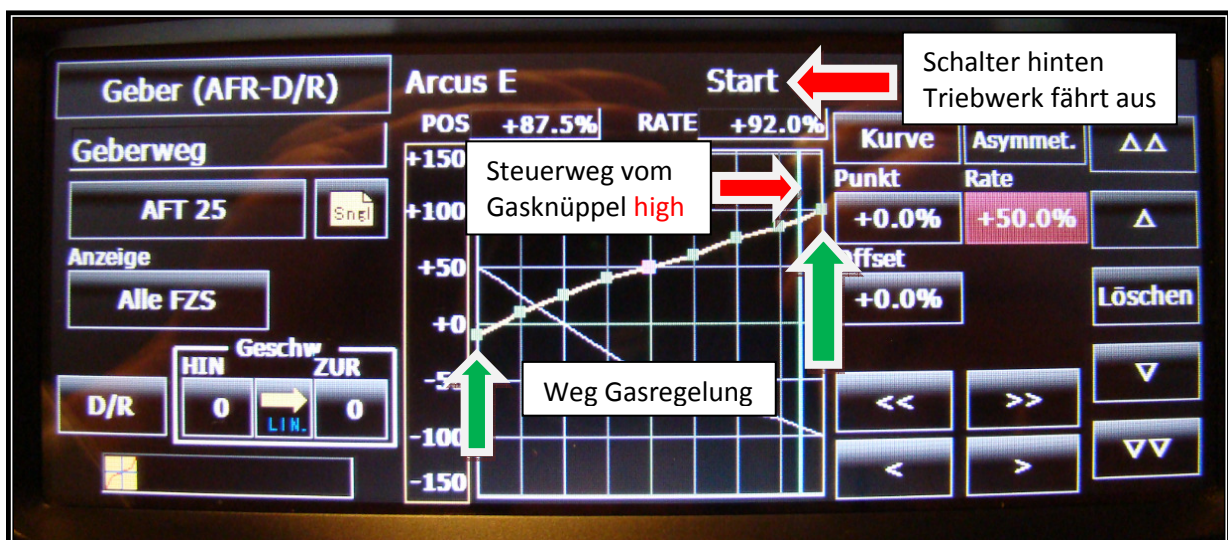 Geber (AFR-D/R)
Arcus E
Start
Schalter hinten
Triebwerk fährt aus
POS +87.5% RATE +92.0%
Geberweg
AFT 25
Sngl
Anzeige
Alle FZS
Geschw
HIN
ZUR
D/R
0
LIN.
0
+150
+100
+50
+0
-100
-150
Steuerweg vom
Gasknüppel high
Weg Gasregelung
Kurve
Asymmet.
Punkt
Rate
+0.0%
+50.0%
+0.0%
Löschen
<<
>>
<
>